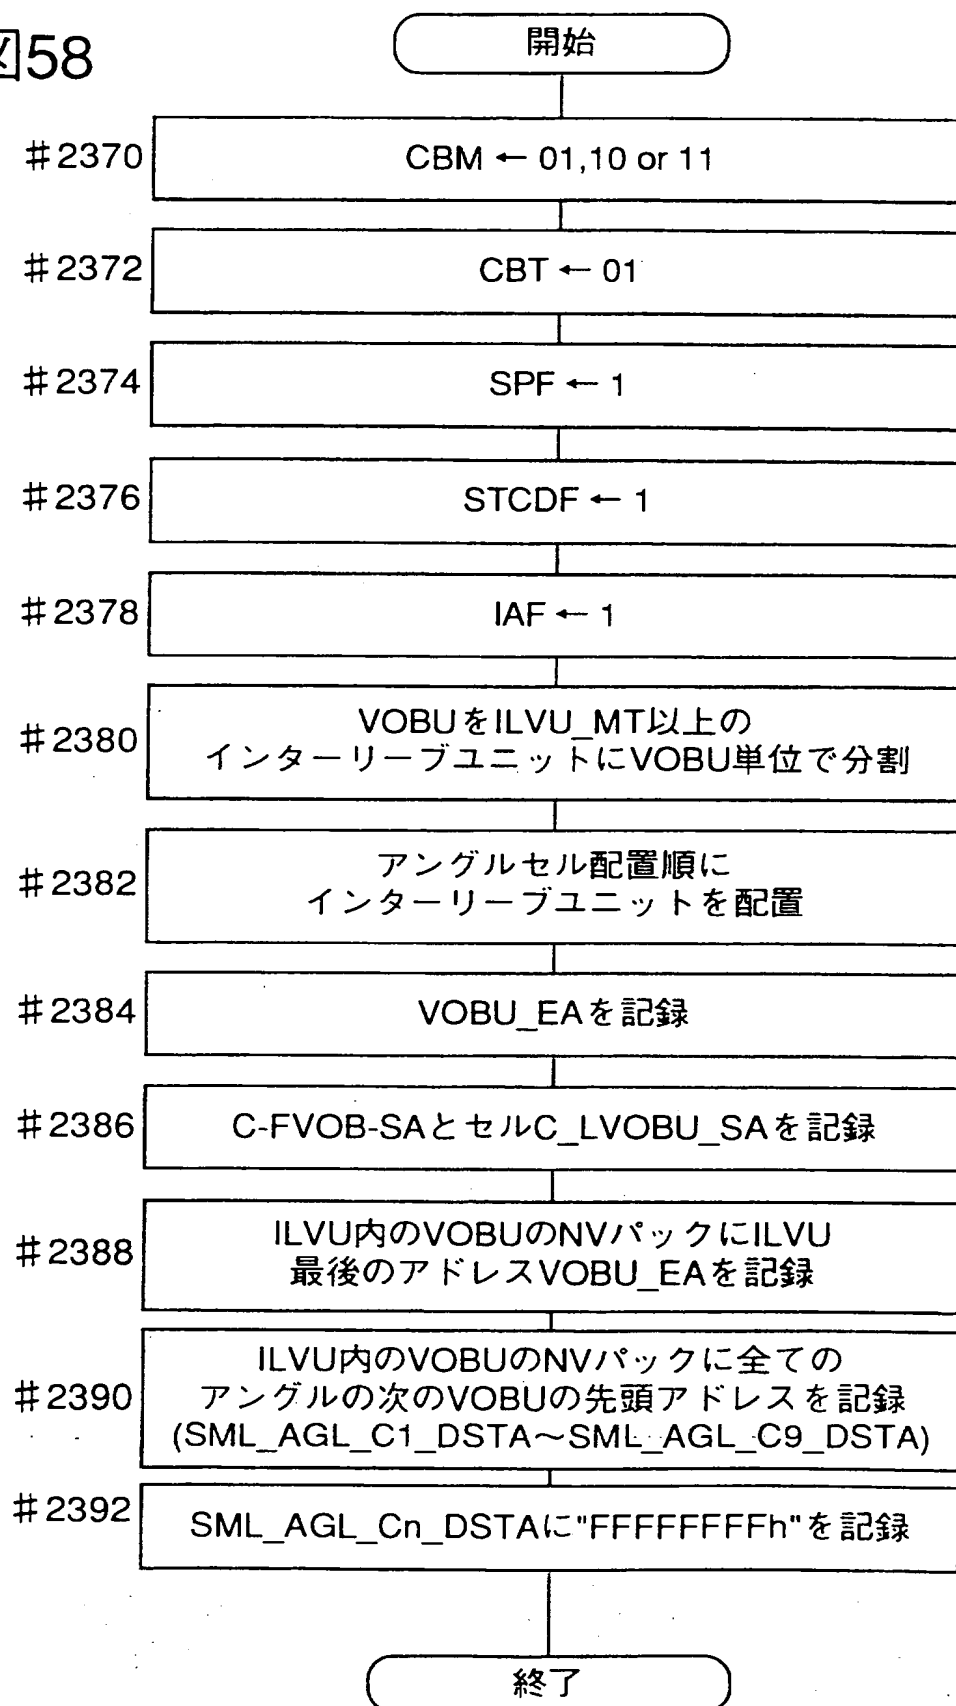 図58
開始
#2370
CBM ← 01,10 or 11
#2372
CBT ← 01
#2374
SPF ← 1
#2376
STCDF ← 1
#2378
IAF ← 1
#2380
VOBUをILVU_MT以上の
インターリーブユニットにVOBU単位で分割
#2382
アングルセル配置順に
インターリーブユニットを配置
#2384
VOBU_EAを記録
#2386
C-FVOB-SAとセルC_LVOBU_SAを記録
#2388
ILVU内のVOBUのNVパックにILVU
最後のアドレスVOBU_EAを記録
#2390
ILVU内のVOBUのNVパックに全ての
アングルの次のVOBUの先頭アドレスを記録
(SML_AGL_C1_DSTA～SML_AGL_C9_DSTA)
#2392
SML_AGL_Cn_DSTAに"FFFFFFFFh"を記録
終了